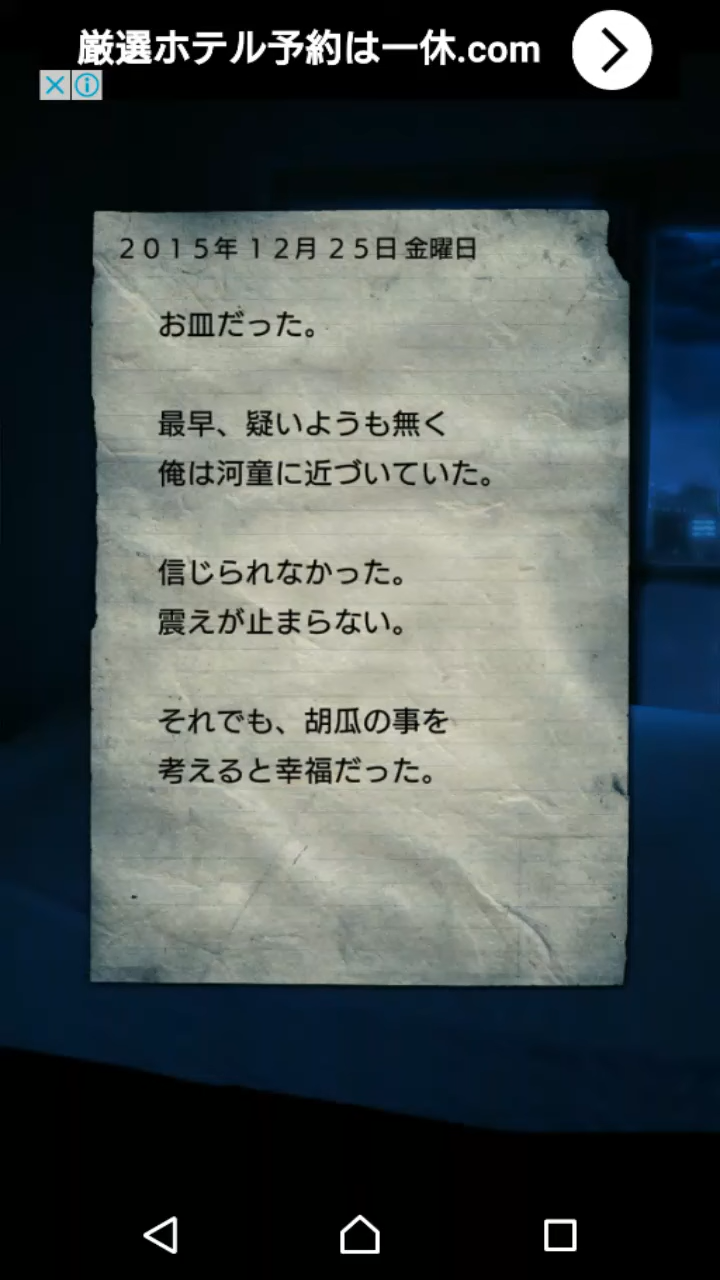 厳選ホテル予約は一休.com
２０１５年１２月２５日金曜日
お皿だった。
最早、疑いようも無く
俺は河童に近づいていた。
信じられなかった。
震えが止まらない。
それでも、胡瓜の事を
考えると幸福だった。